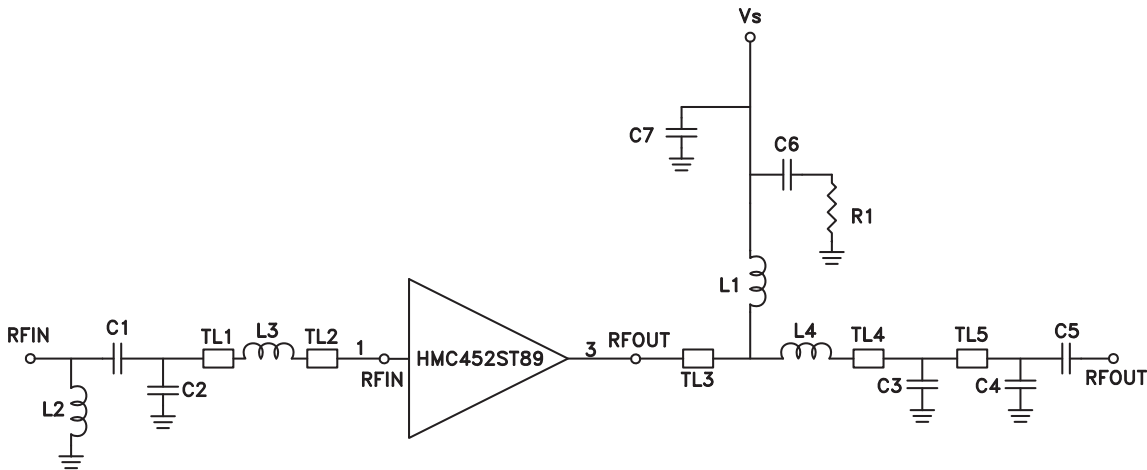 Vs
C7
C6
R1
L1
RFIN
C1
TL1
L3
TL2
1
RFIN
HMC452ST89
3
RFOUT
TL3
L4
TL4
TL5
C5
RFOUT
L2
C2
C3
C4